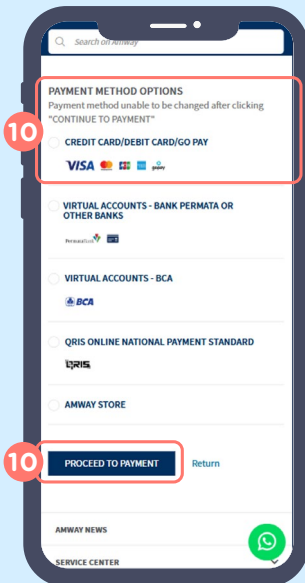 Search on Amway
PAYMENT METHOD OPTIONS
Payment method unable to be changed after clicking
"CONTINUE TO PAYMENT"
10
CREDIT CARD/DEBIT CARD/GO PAY
VISA JCB gopay
VIRTUAL ACCOUNTS - BANK PERMATA OR
OTHER BANKS
PermataBank
VIRTUAL ACCOUNTS - BCA
BCA
QRIS ONLINE NATIONAL PAYMENT STANDARD
QRIS
AMWAY STORE
10
PROCEED TO PAYMENT Return
AMWAY NEWS
SERVICE CENTER